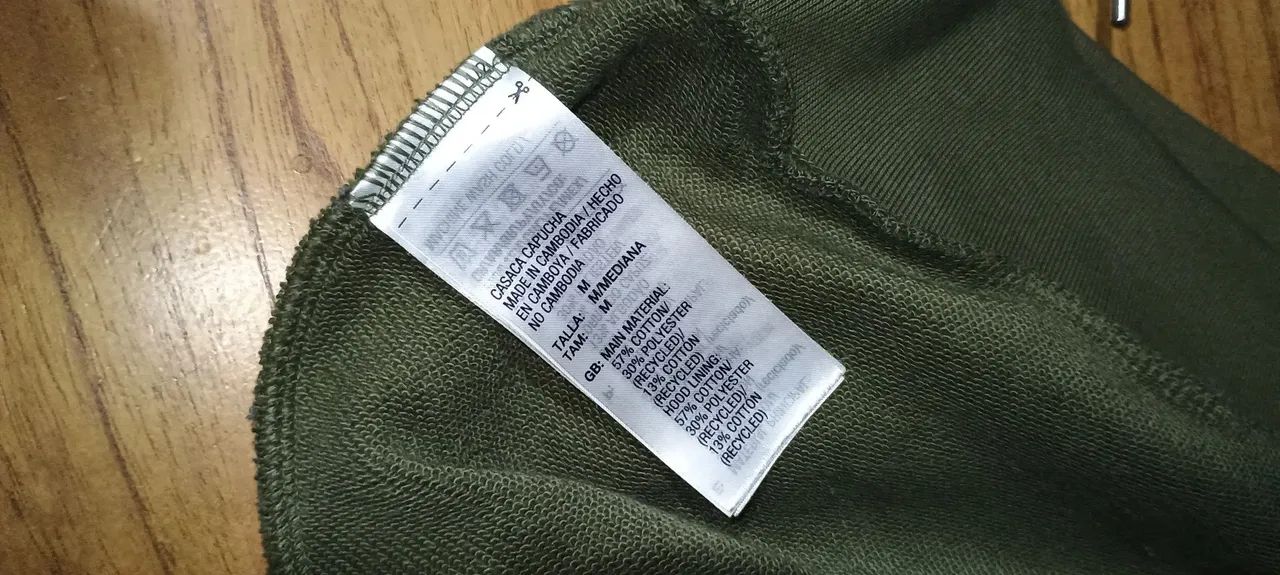 CASACA CAPUCHA
MADE IN CAMBODIA / HECHO
EN CAMBOYA / FABRICADO
NO CAMBODIA
M
TALLA: M/MEDIANA
TAM: M
GB: MAIN MATERIAL:
57% COTTON/
30% POLYESTER
(RECYCLED)/
13% COTTON
(RECYCLED)
HOOD LINING:
57% COTTON/
30% POLYESTER
(RECYCLED)/
13% COTTON
(RECYCLED)